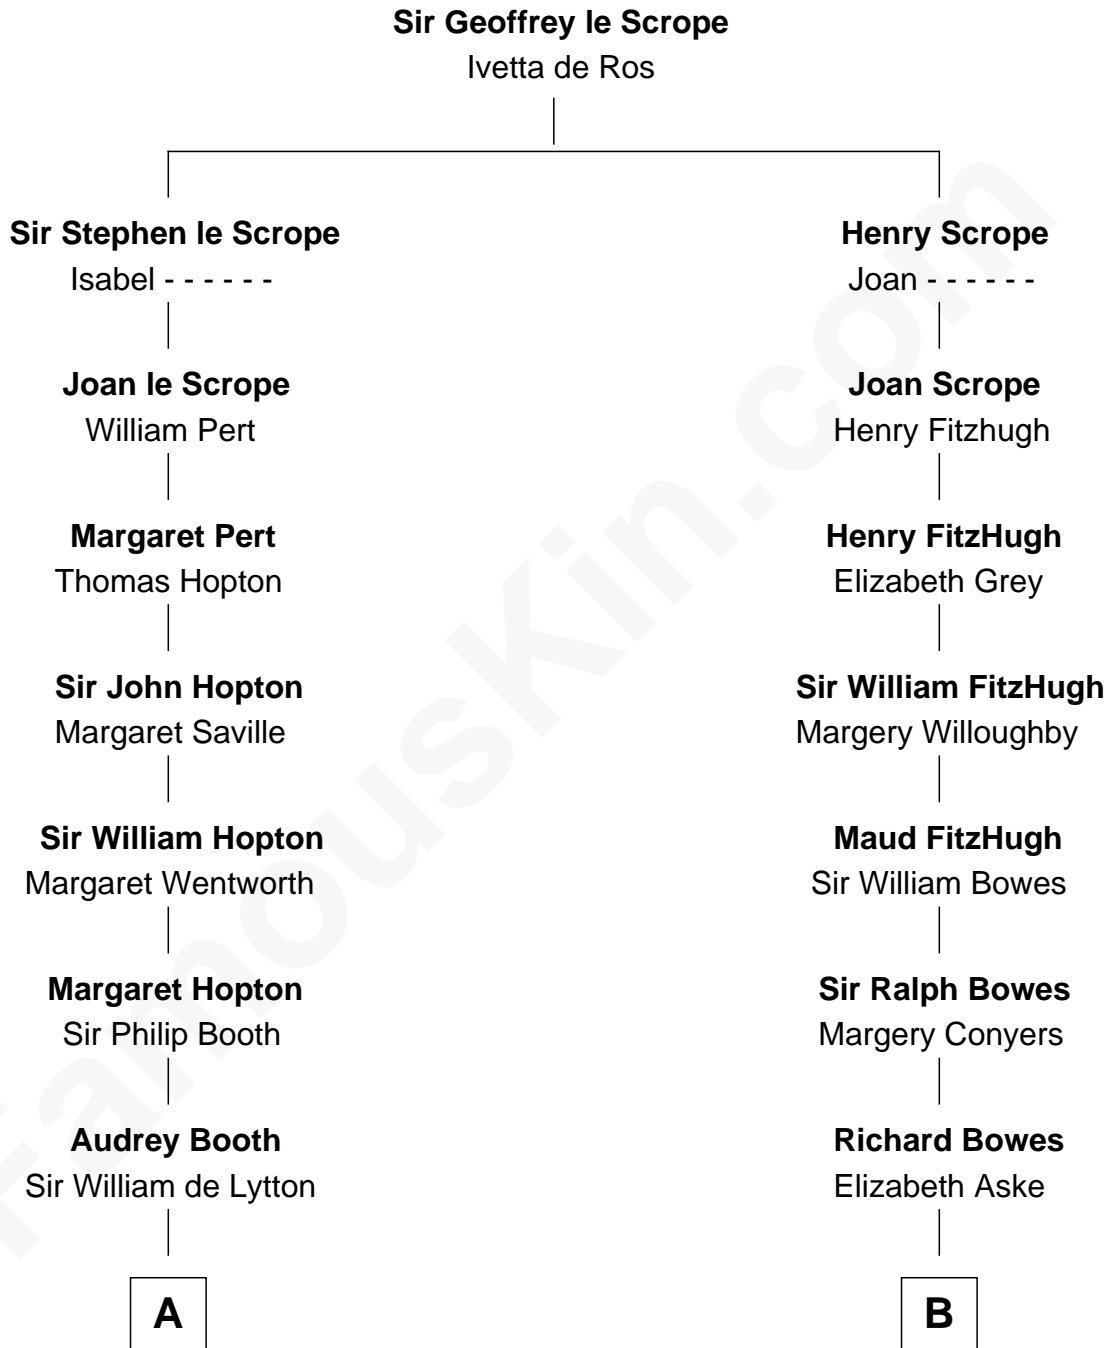 Sir Geoffrey le Scrope
Ivetta de Ros
Sir Stephen le Scrope
Isabel - - - - - -
Joan le Scrope
William Pert
Margaret Pert
Thomas Hopton
Sir John Hopton
Margaret Saville
Sir William Hopton
Margaret Wentworth
Margaret Hopton
Sir Philip Booth
Audrey Booth
Sir William de Lytton
A
Henry Scrope
Joan - - - - - -
Joan Scrope
Henry Fitzhugh
Henry FitzHugh
Elizabeth Grey
Sir William FitzHugh
Margery Willoughby
Maud FitzHugh
Sir William Bowes
Sir Ralph Bowes
Margery Conyers
Richard Bowes
Elizabeth Aske
B
FamousKin.com